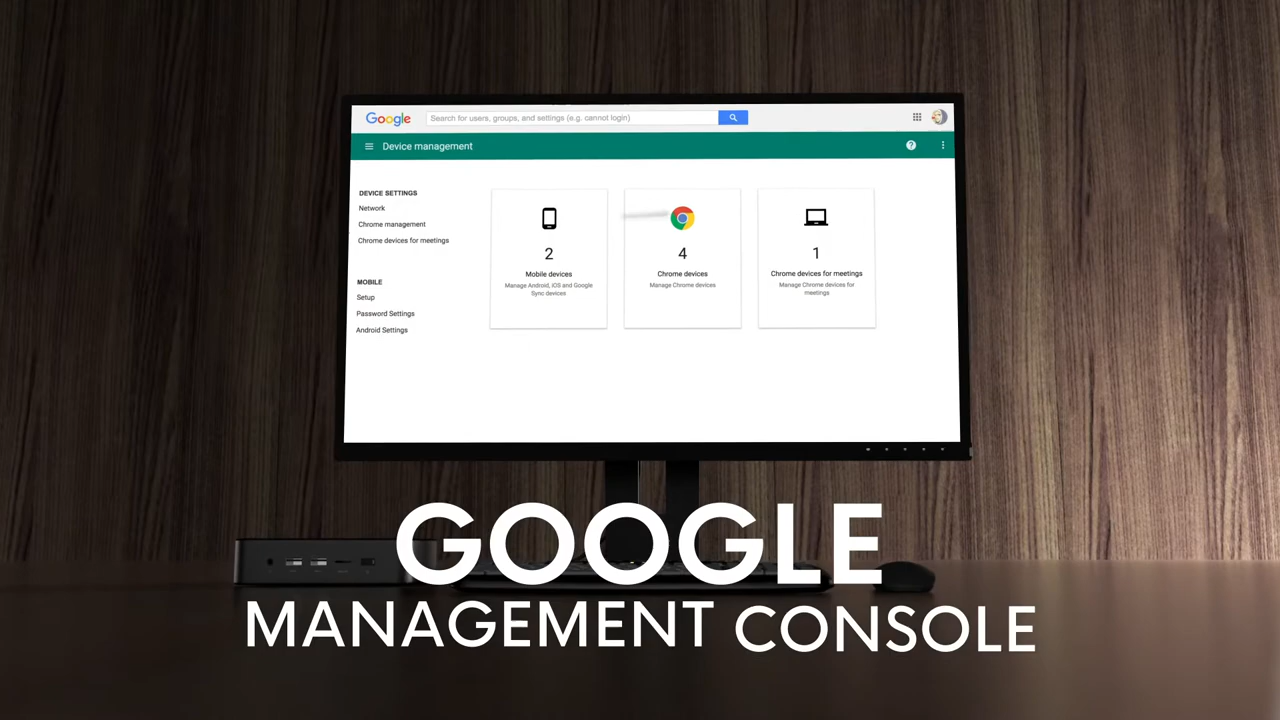 Google
Search for users, groups, and settings (e.g. cannot login)
Device management
DEVICE SETTINGS
Network
Chrome management
Chrome devices for meetings
MOBILE
Setup
Password Settings
Android Settings
2
Mobile devices
Manage Android, iOS and Google
Sync devices
4
Chrome devices
Manage Chrome devices
1
Chrome devices for meetings
Manage Chrome devices for
meetings
GOOGLE
MANAGEMENT CONSOLE